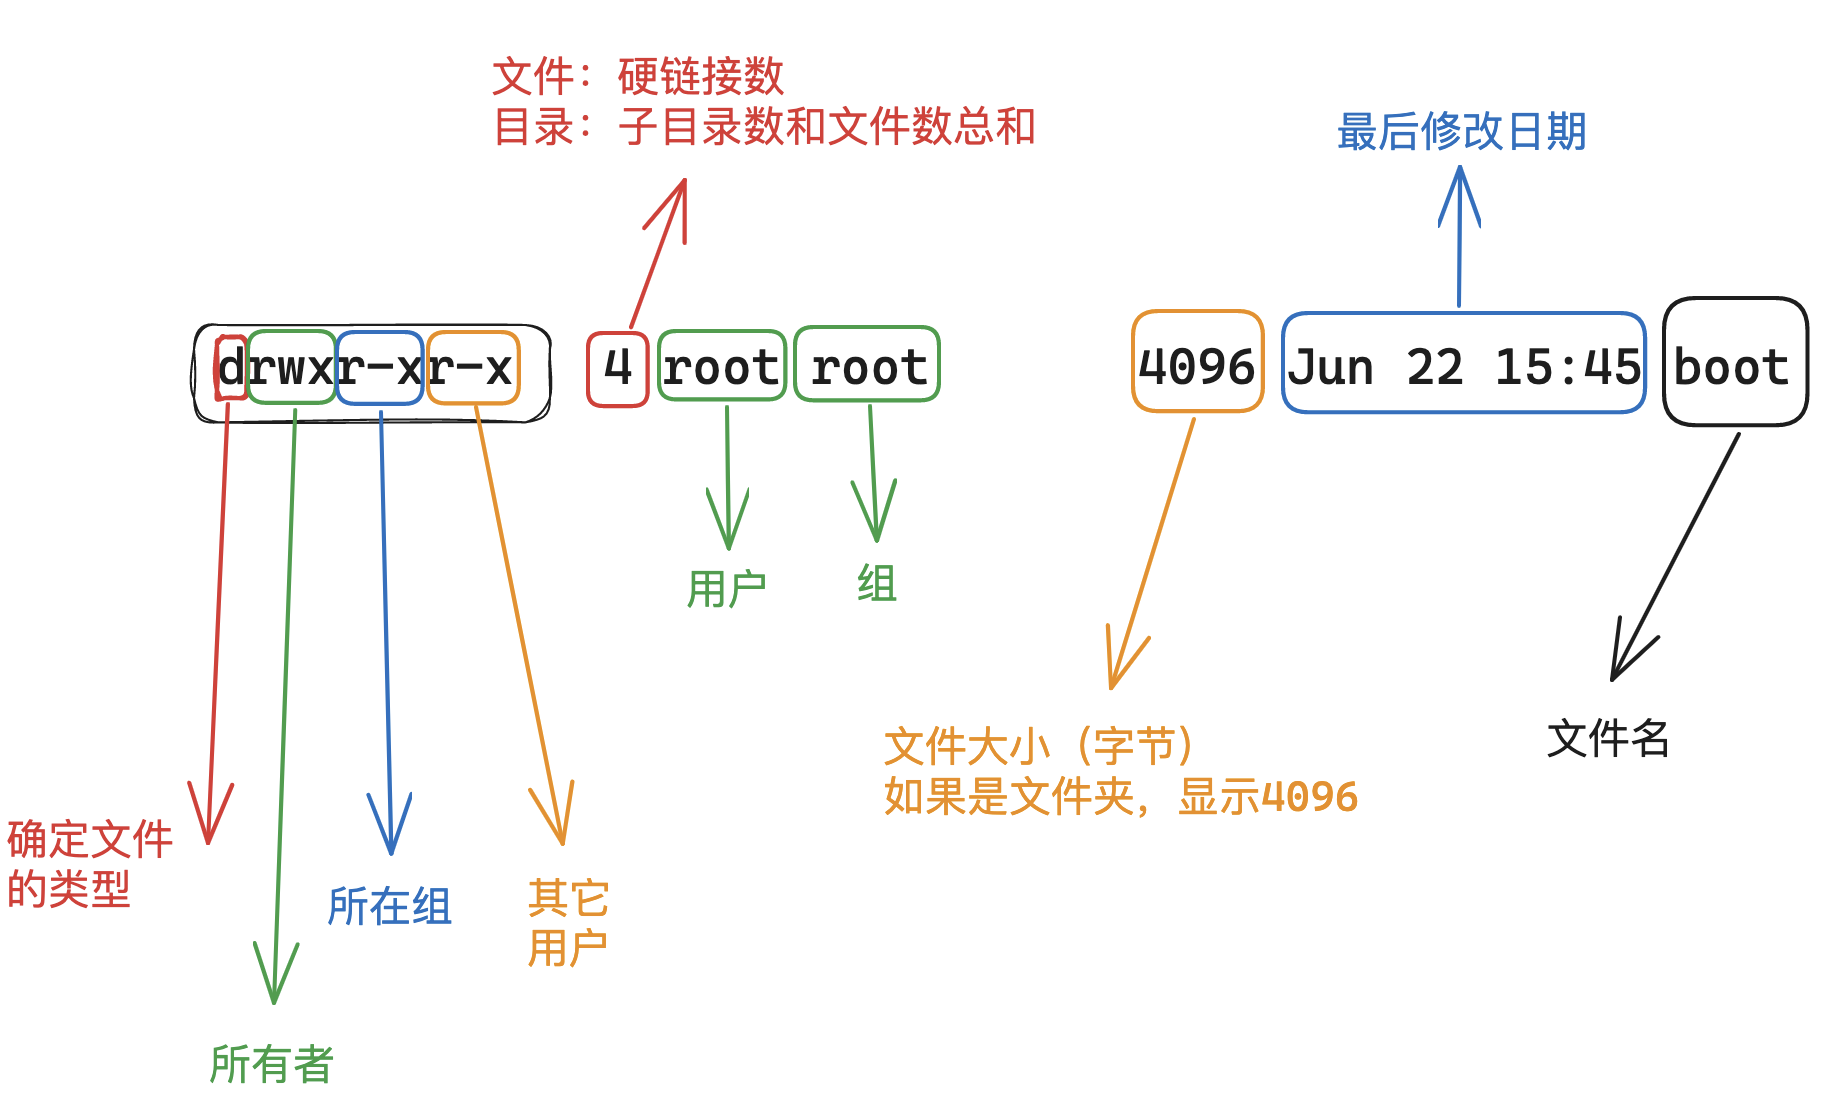 文件：硬链接数
目录：子目录数和文件数总和
最后修改日期
drwxr-xr-x 4 root root 4096 Jun 22 15:45 boot
用户
组
文件大小（字节）
如果是文件夹，显示4096
文件名
确定文件
的类型
所在组
其它
用户
所有者